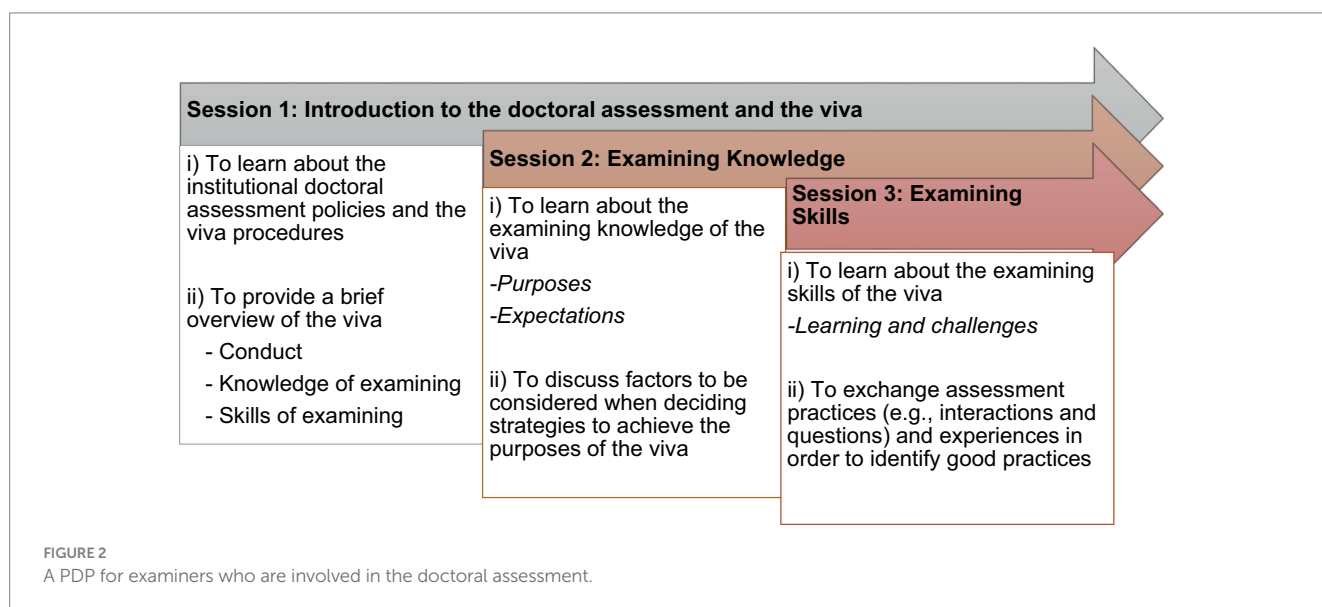 Session 1: Introduction to the doctoral assessment and the viva
i) To learn about the
institutional doctoral
assessment policies and the
viva procedures
ii) To provide a brief
overview of the viva
- Conduct
- Knowledge of examining
- Skills of examining
Session 2: Examining Knowledge
i) To learn about the
examining knowledge of the
viva
-Purposes
-Expectations
ii) To discuss factors to be
considered when deciding
strategies to achieve the
purposes of the viva
Session 3: Examining
Skills
i) To learn about the examining
skills of the viva
-Learning and challenges
ii) To exchange assessment
practices (e.g., interactions and
questions) and experiences in
order to identify good practices
FIGURE 2
A PDP for examiners who are involved in the doctoral assessment.